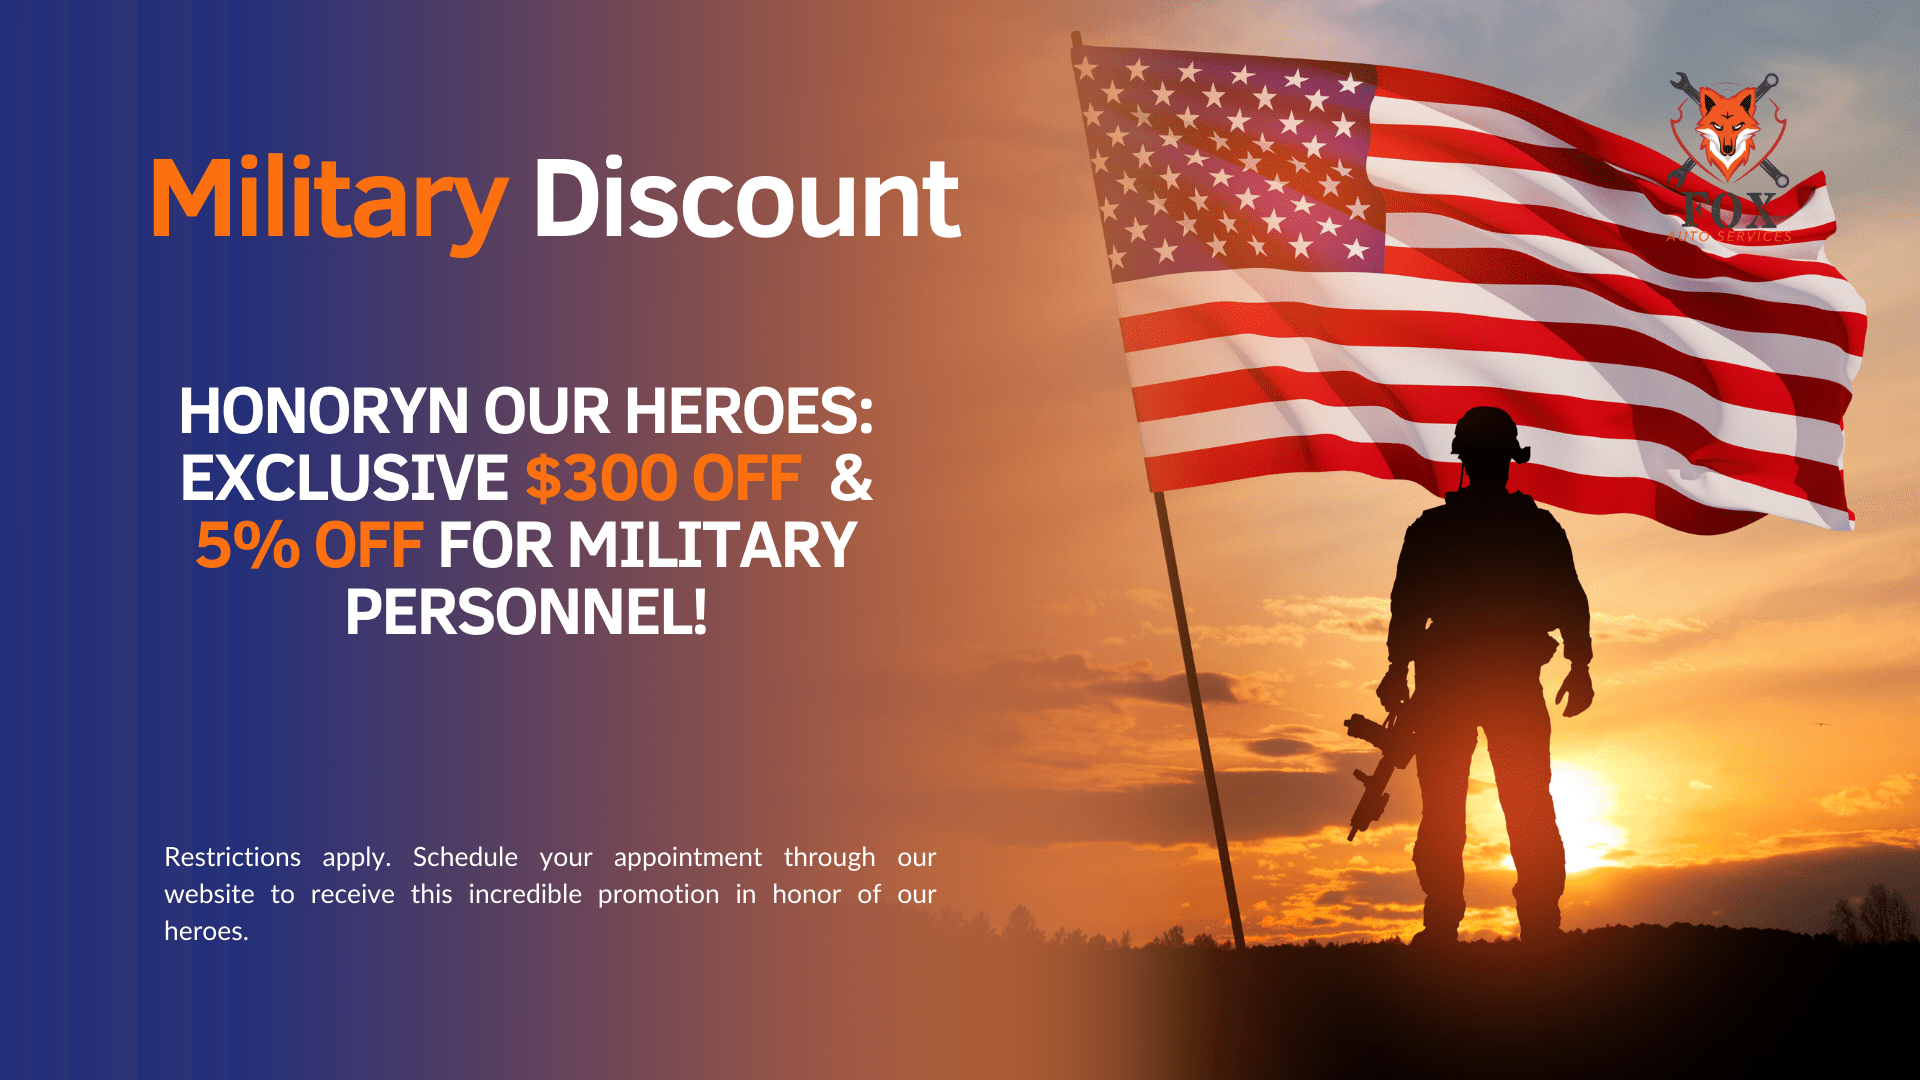 Military Discount
FOX
AUTO SERVICES
HONORYN OUR HEROES:
EXCLUSIVE $300 OFF &
5% OFF FOR MILITARY
PERSONNEL!
Restrictions apply. Schedule your appointment through our
website to receive this incredible promotion in honor of our
heroes.